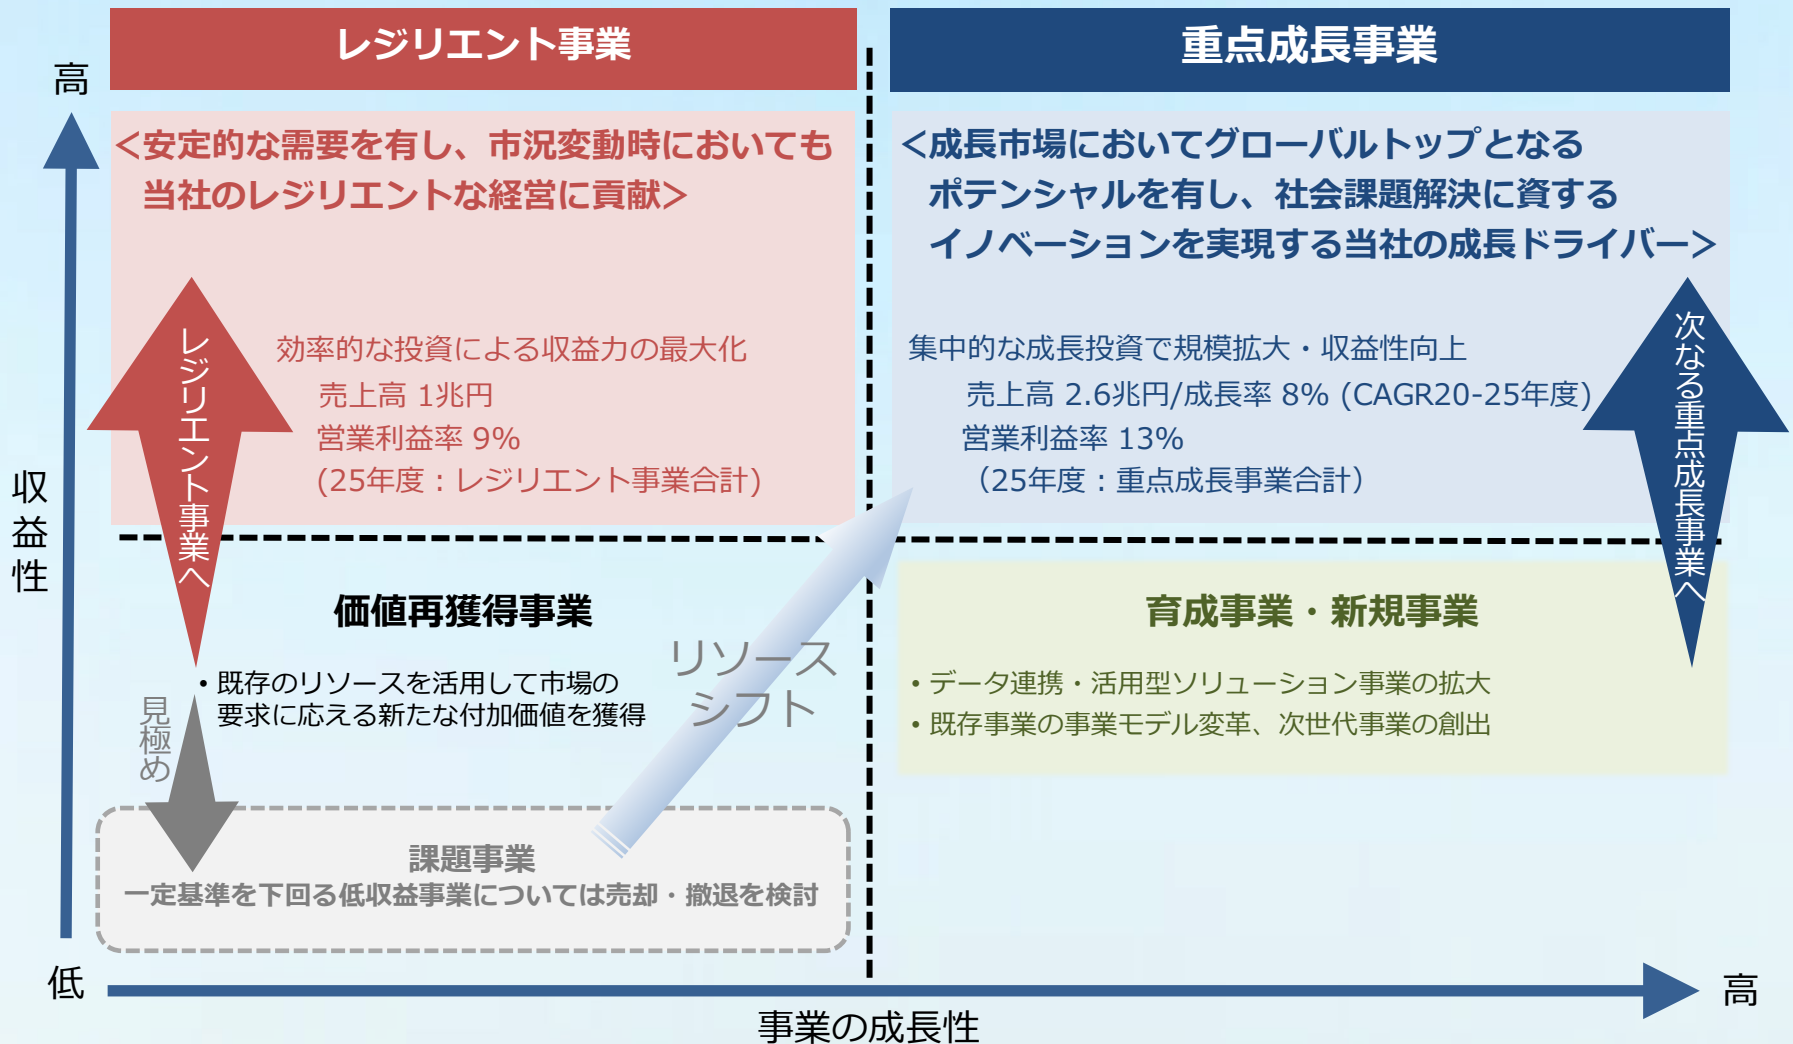 レジリエント事業
重点成長事業
高
<安定的な需要を有し、市況変動時においても
当社のレジリエントな経営に貢献>
<成長市場においてグローバルトップとなる
ポテンシャルを有し、社会課題解決に資する
イノベーションを実現する当社の成長ドライバー>
レジリエント事業へ
効率的な投資による収益力の最大化
売上高 1兆円
営業利益率 9%
(25年度：レジリエント事業合計)
集中的な成長投資で規模拡大・収益性向上
売上高 2.6兆円/成長率 8% (CAGR20-25年度)
営業利益率 13%
（25年度：重点成長事業合計）
次なる重点成長事業へ
収益性
価値再獲得事業
・既存のリソースを活用して市場の
要求に応える新たな付加価値を獲得
リソース
シフト
育成事業・新規事業
・データ連携・活用型ソリューション事業の拡大
・既存事業の事業モデル変革、次世代事業の創出
見極め
課題事業
一定基準を下回る低収益事業については売却・撤退を検討
低
高
事業の成長性